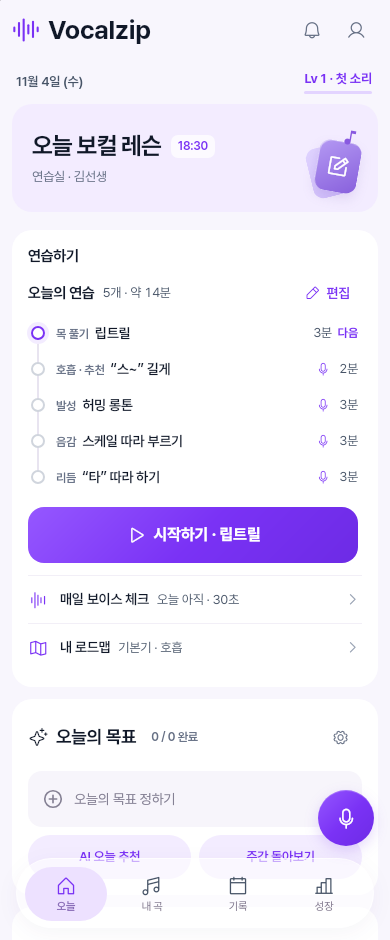 Vocalzip
11월 4일 (수)
Lv 1 · 첫 소리
오늘 보컬 레슨 18:30
연습실 · 김선생
연습하기
오늘의 연습 5개 · 약 14분 편집
목 풀기 립트릴 3분 다음
호흡 · 추천 “스~” 길게 2분
발성 허밍 롱톤 3분
음감 스케일 따라 부르기 3분
리듬 “타” 따라 하기 3분
시작하기 · 립트릴
매일 보이스 체크 오늘 아직 · 30초
내 로드맵 기본기 · 호흡
오늘의 목표 0 / 0 완료
오늘의 목표 정하기
AI 오늘 추천 주간 돌아보기
오늘 내 곡 기록 성장